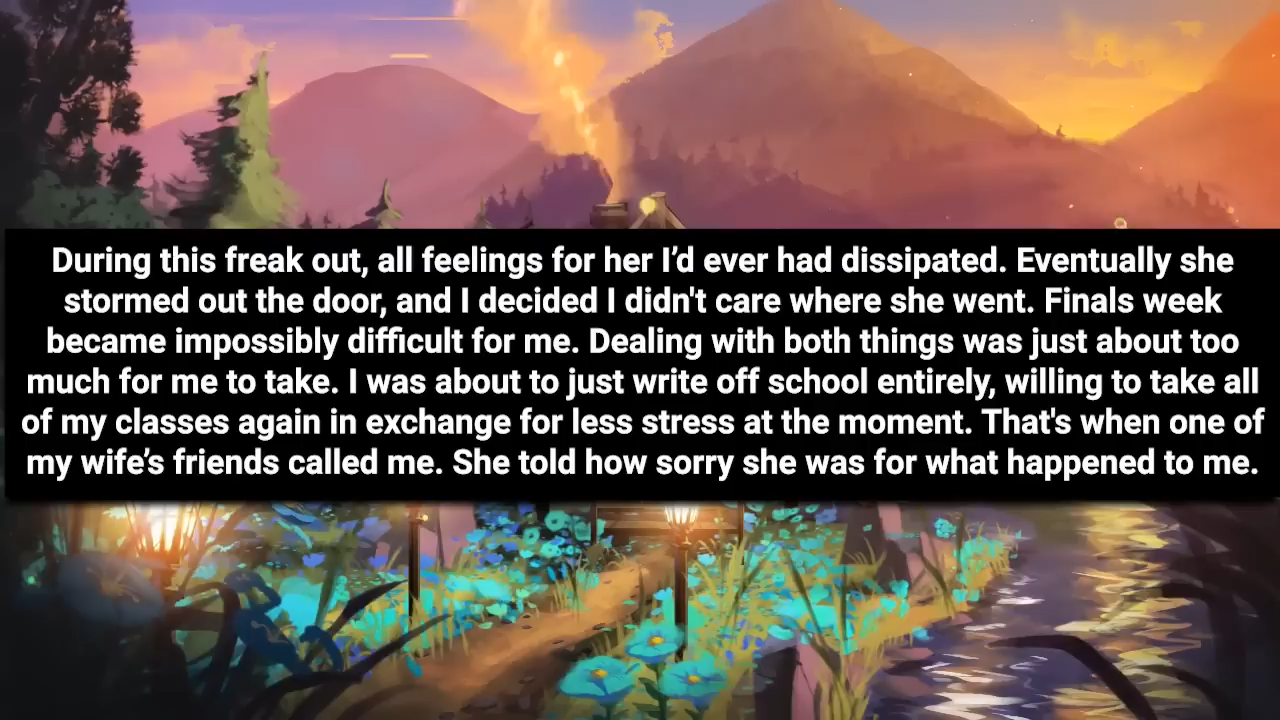 During this freak out, all feelings for her I’d ever had dissipated. Eventually she
stormed out the door, and I decided I didn't care where she went. Finals week
became impossibly difficult for me. Dealing with both things was just about too
much for me to take. I was about to just write off school entirely, willing to take all
of my classes again in exchange for less stress at the moment. That's when one of
my wife’s friends called me. She told how sorry she was for what happened to me.